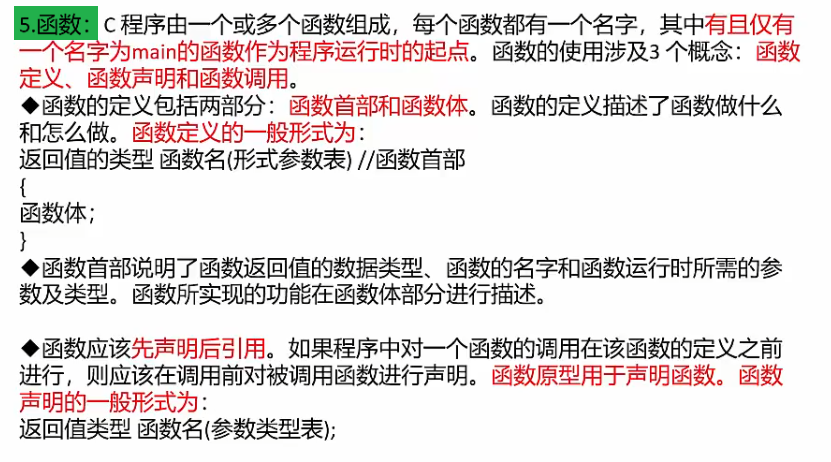 5.函数：C 程序由一个或多个函数组成，每个函数都有一个名字，其中有且仅有
一个名字为main的函数作为程序运行时的起点。函数的使用涉及3 个概念：函数
定义、函数声明和函数调用。
◆函数的定义包括两部分：函数首部和函数体。函数的定义描述了函数做什么
和怎么做。函数定义的一般形式为：
返回值的类型 函数名(形式参数表) //函数首部
{
函数体；
}
◆函数首部说明了函数返回值的数据类型、函数的名字和函数运行时所需的参
数及类型。函数所实现的功能在函数体部分进行描述。
◆函数应该先声明后引用。如果程序中对一个函数的调用在该函数的定义之前
进行，则应该在调用前对被调用函数进行声明。函数原型用于声明函数。函数
声明的一般形式为：
返回值类型 函数名(参数类型表);